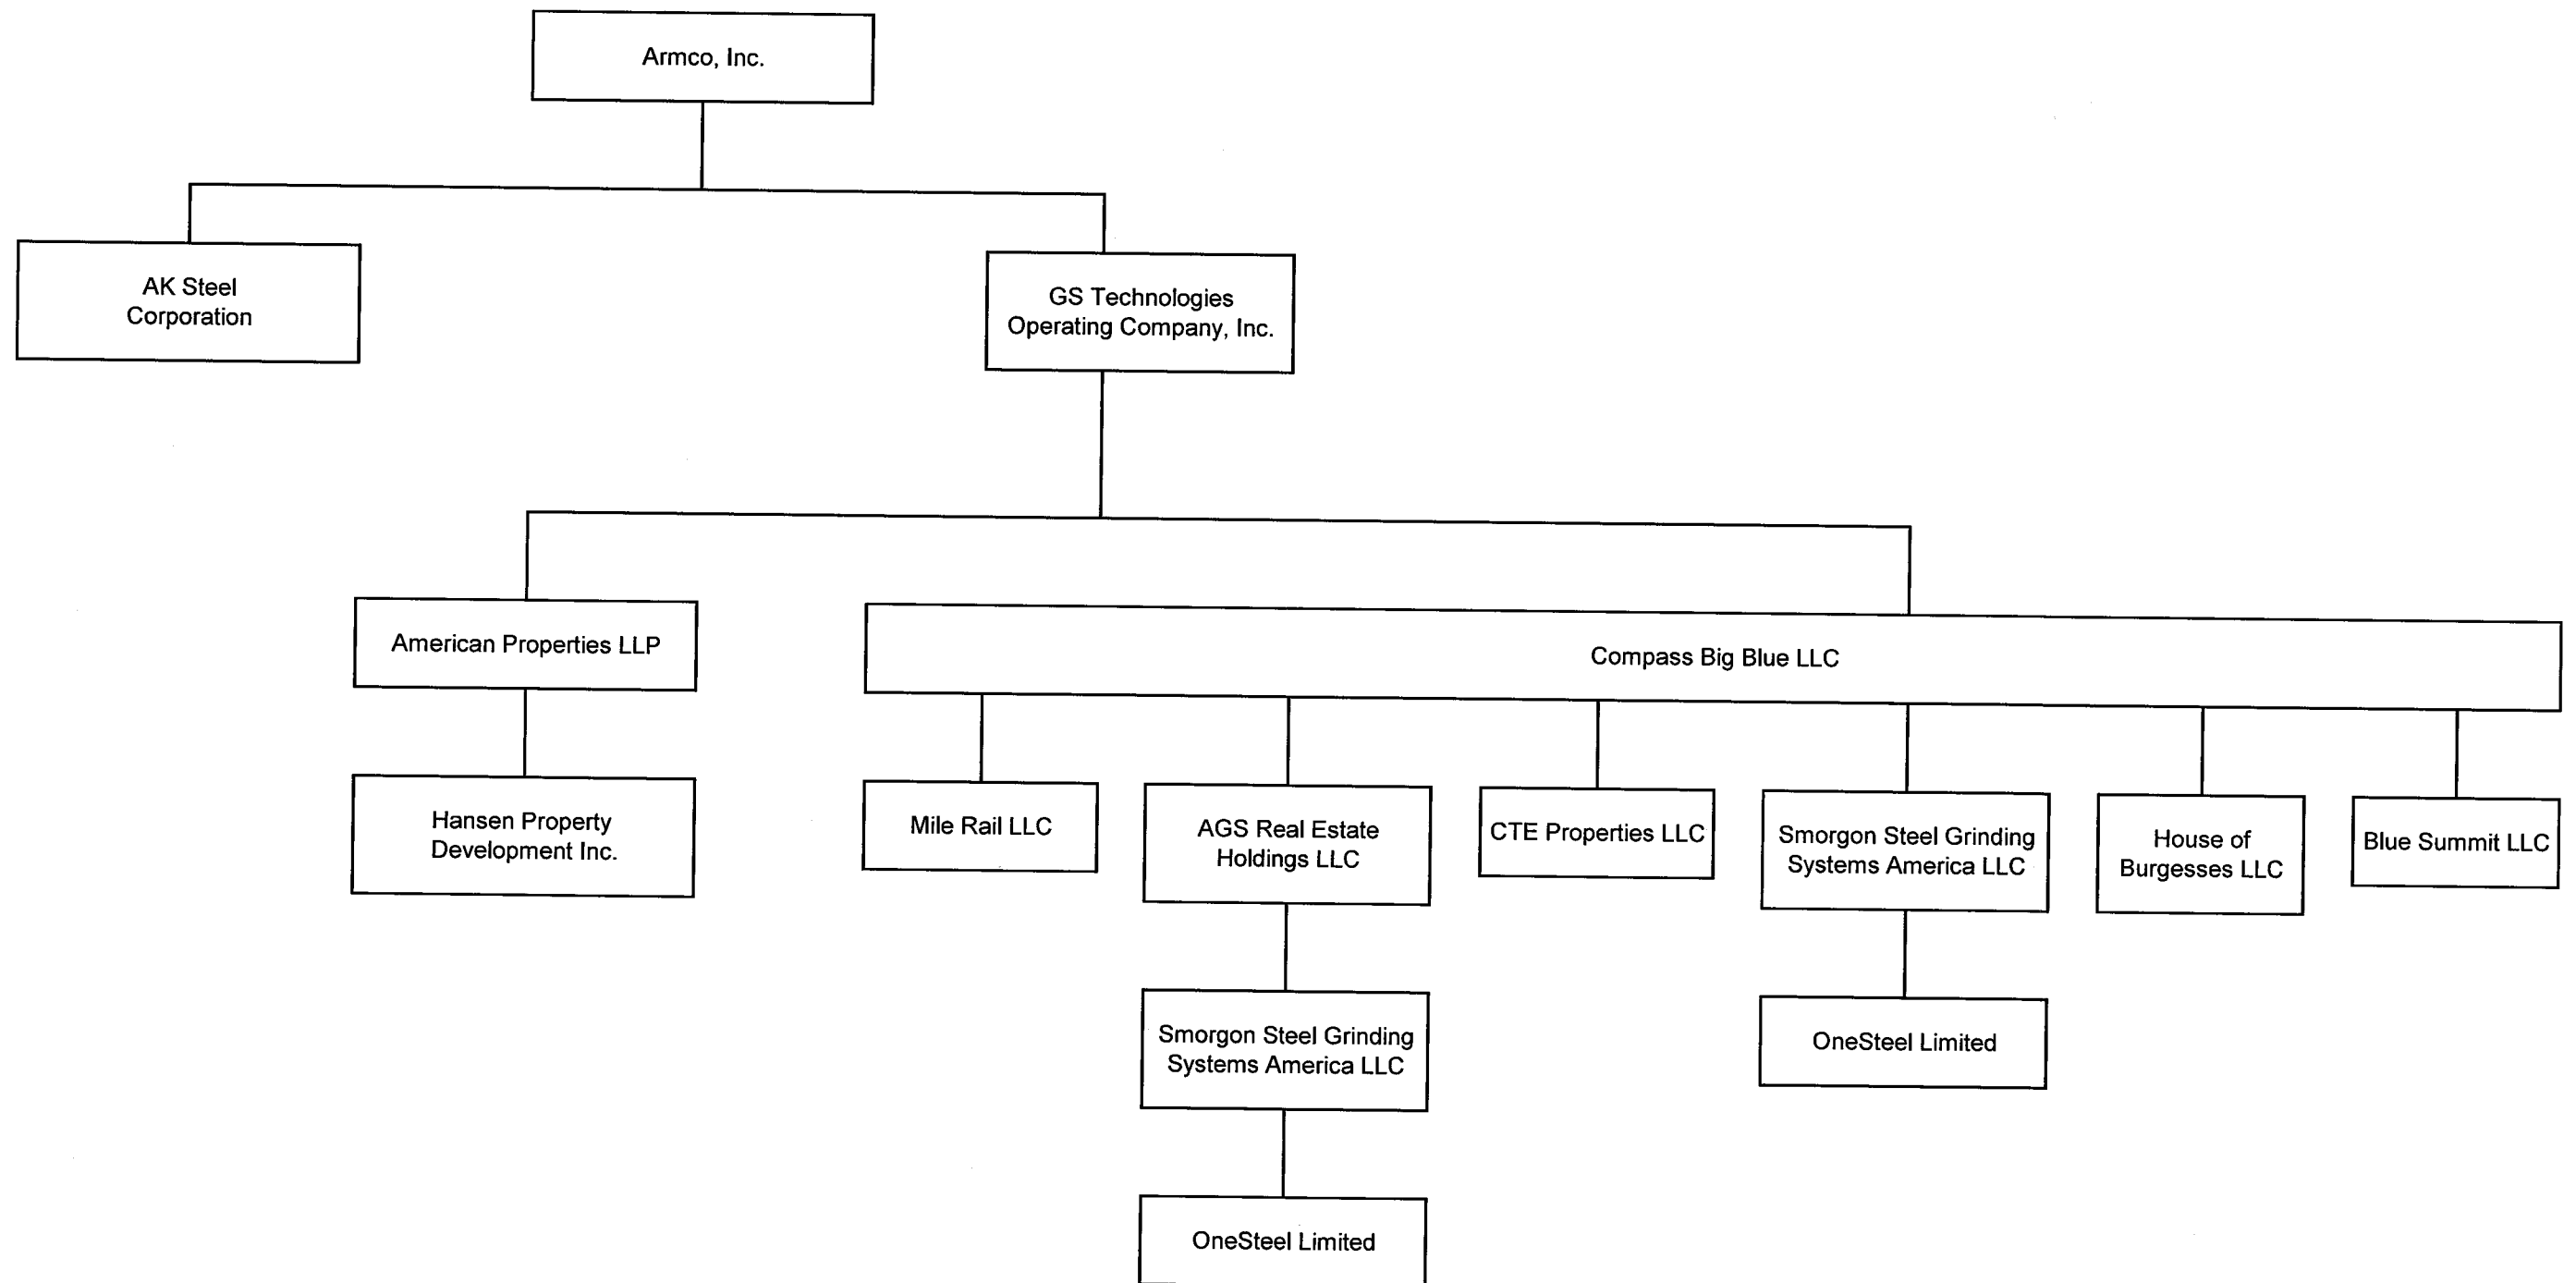 Armco, Inc.
AK Steel
Corporation
GS Technologies
Operating Company, Inc.
American Properties LLP
Compass Big Blue LLC
Hansen Property
Development Inc.
Mile Rail LLC
AGS Real Estate
Holdings LLC
CTE Properties LLC
Smorgon Steel Grinding
Systems America LLC
House of
Burgesses LLC
Blue Summit LLC
Smorgon Steel Grinding
Systems America LLC
OneSteel Limited
OneSteel Limited